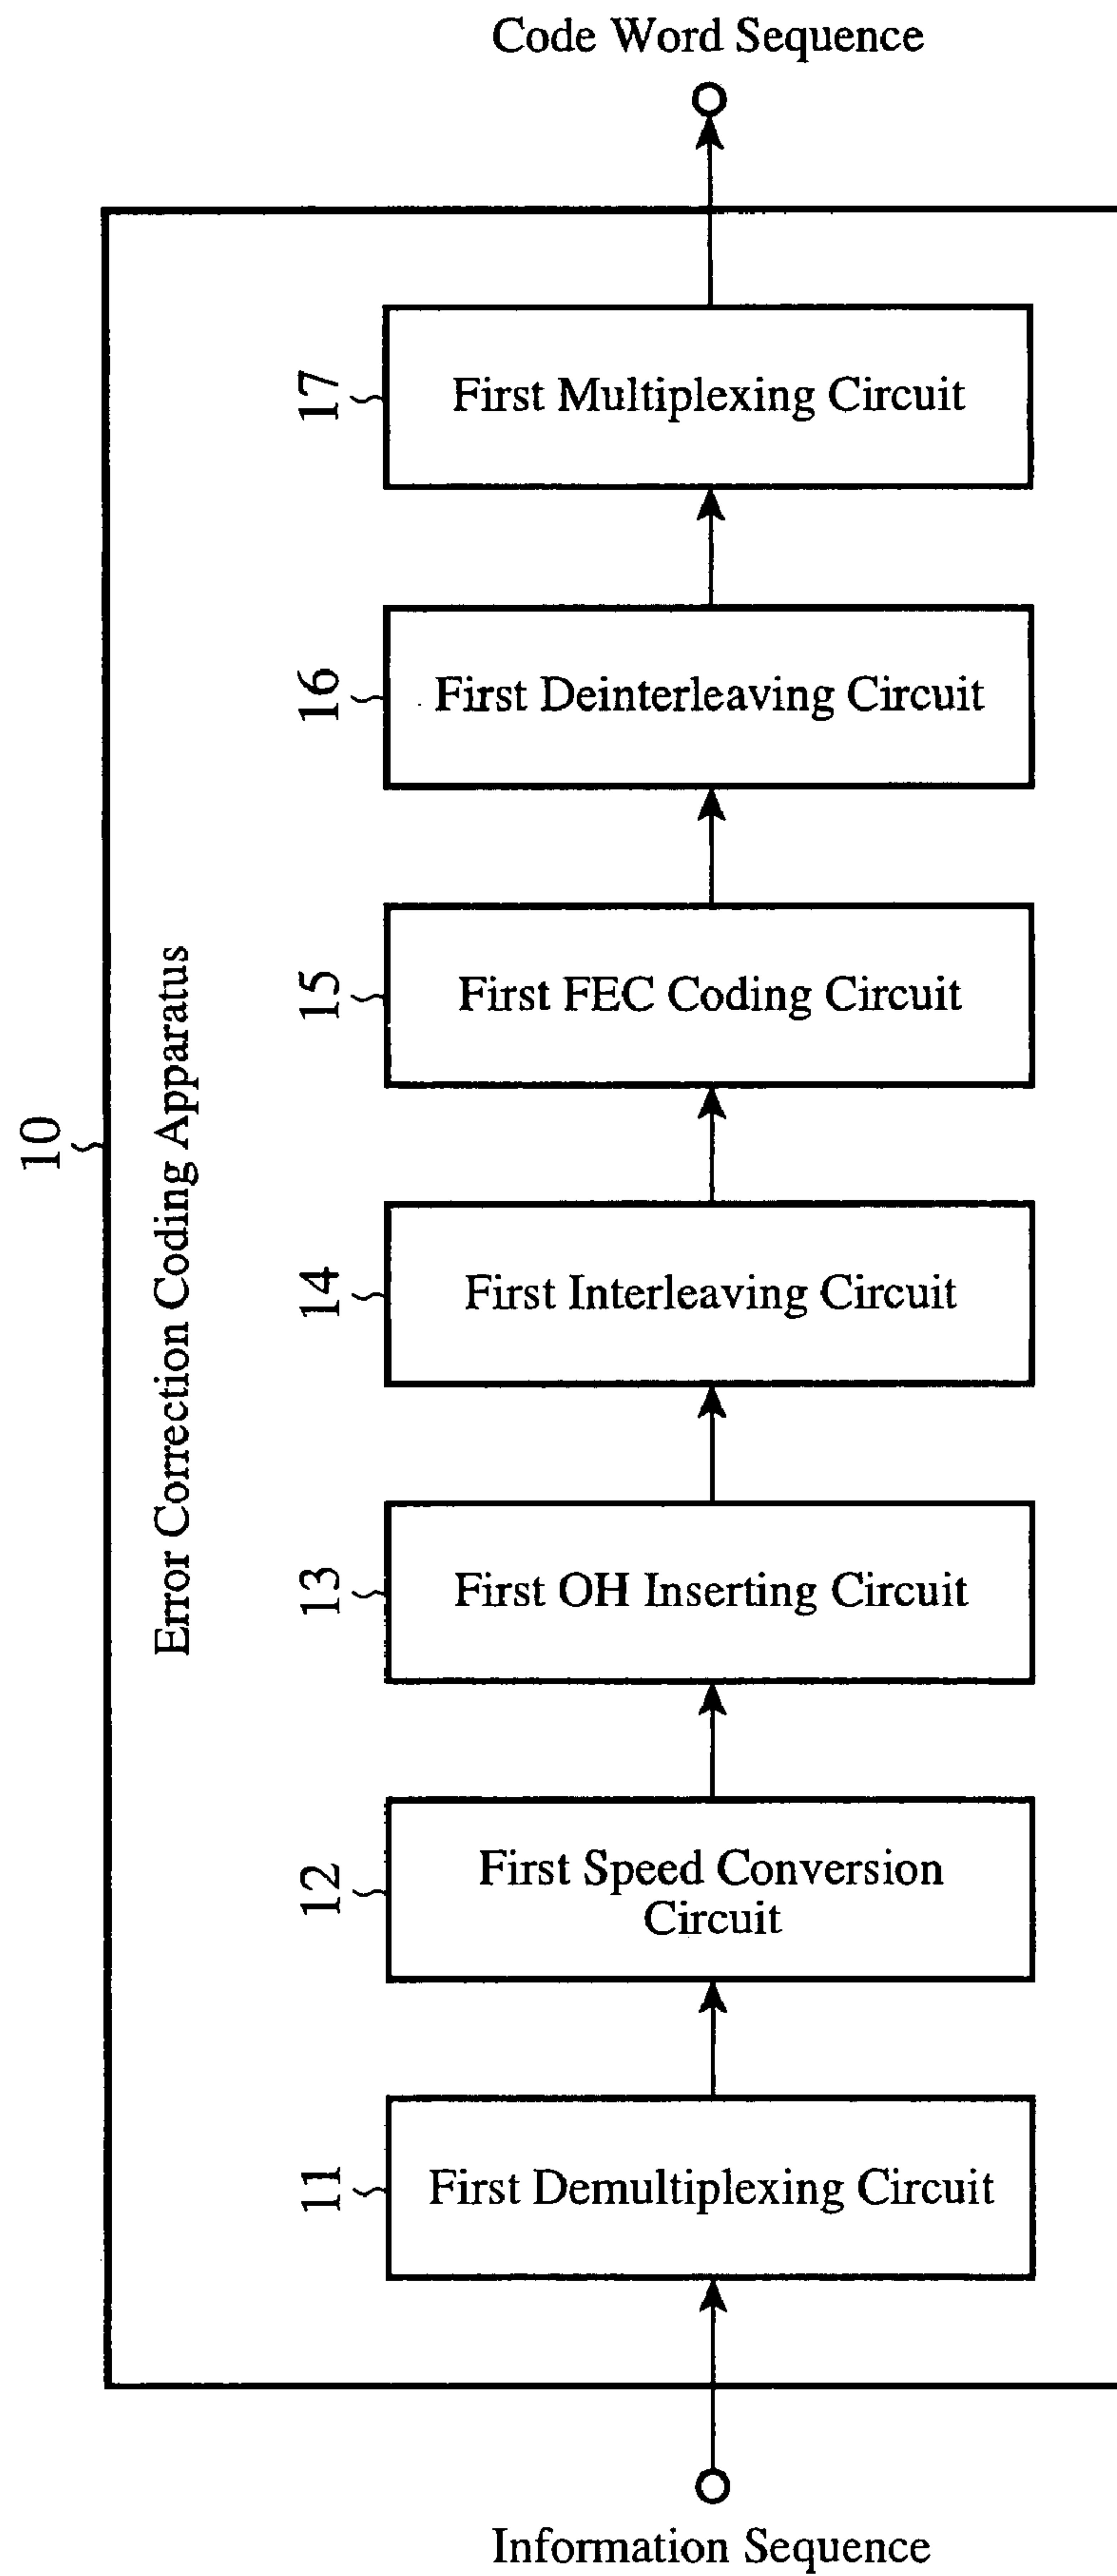 Code Word Sequence
10
Error Correction Coding Apparatus
17
First Multiplexing Circuit
16
First Deinterleaving Circuit
15
First FEC Coding Circuit
14
First Interleaving Circuit
13
First OH Inserting Circuit
12
First Speed Conversion
Circuit
11
First Demultiplexing Circuit
Information Sequence